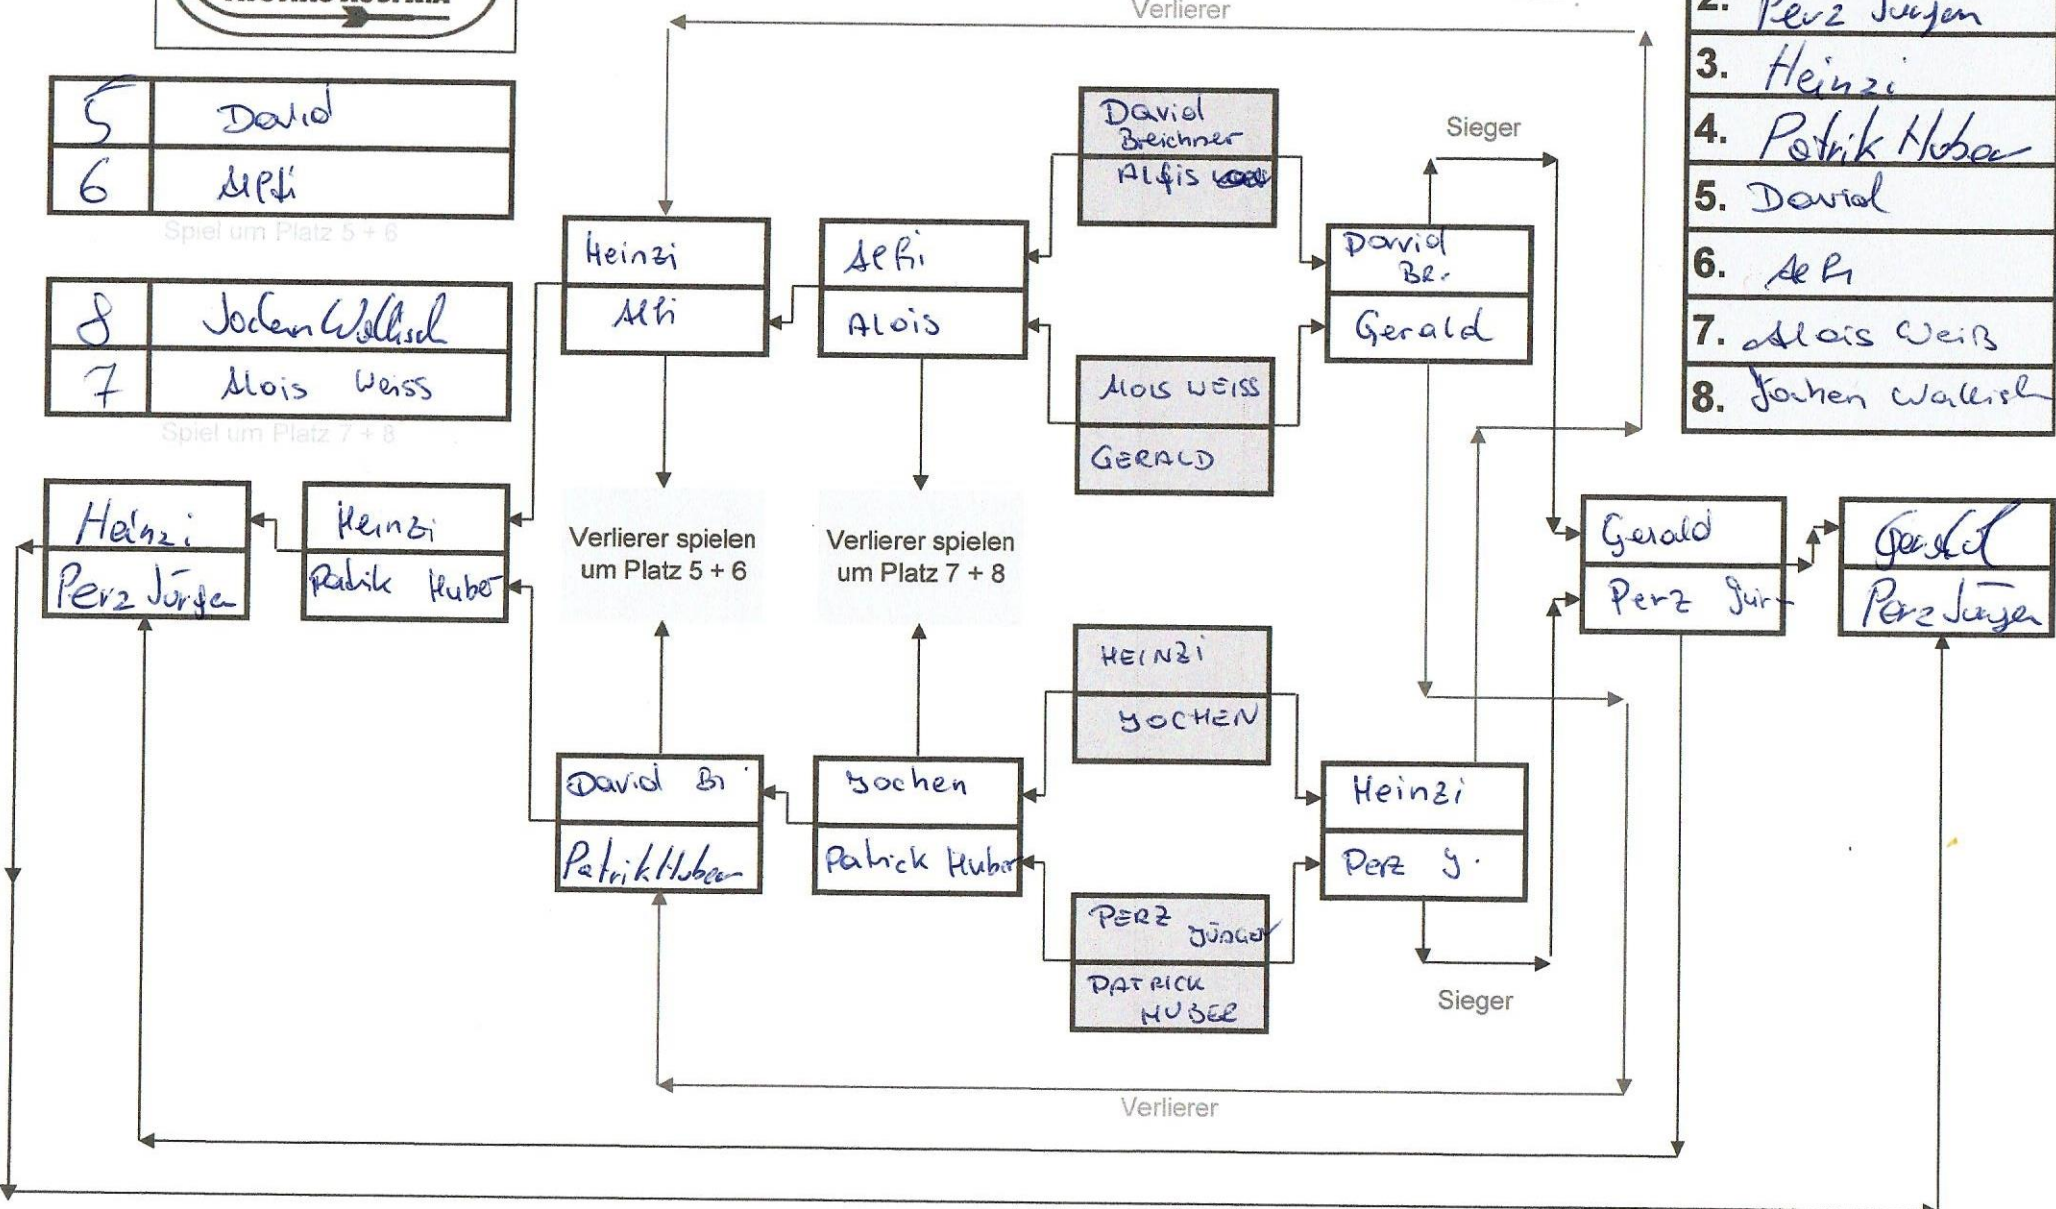 Verlierer
2. Perz Jürgen
3. Heinzi
4. Patrik Huber
5. David
6. Alfi
7. Alois Weiß
8. Jochen Wallisch
5 David
6 Alfi
Spiel um Platz 5 + 6
8 Jochen Wallisch
7 Alois Weiss
Spiel um Platz 7 + 8
David
Breichner
Alfis
Sieger
Heinzi
Alfi
Alfi
Alois
David
Br.
Gerald
ALOIS WEISS
GERALD
Heinzi
Perz Jürgen
Heinzi
Patrik Huber
Verlierer spielen
um Platz 5 + 6
Verlierer spielen
um Platz 7 + 8
Gerald
Perz Jür
Gerald
Perz Jürgen
HEINZI
JOCHEN
David Br
Patrik Huber
Jochen
Patrick Huber
Heinzi
Perz J.
PERZ
JÜRGEN
PATRICK
HUBER
Sieger
Verlierer